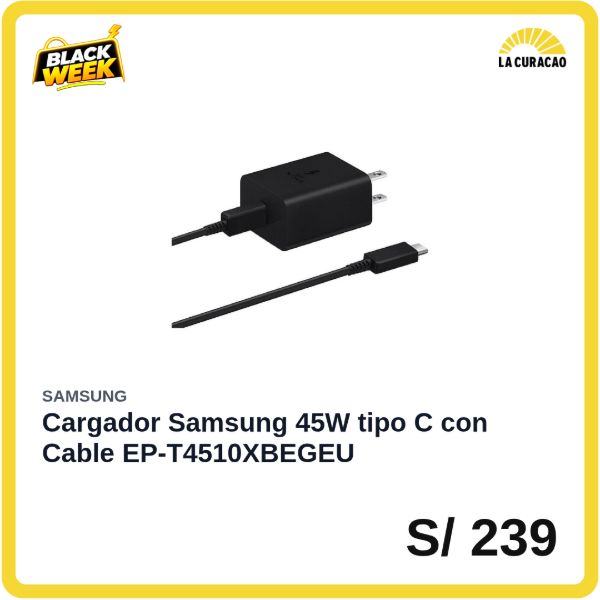 BLACK
WEEK
LA CURACAO
SAMSUNG
Cargador Samsung 45W tipo C con
Cable EP-T4510XBEGEU
S/ 239